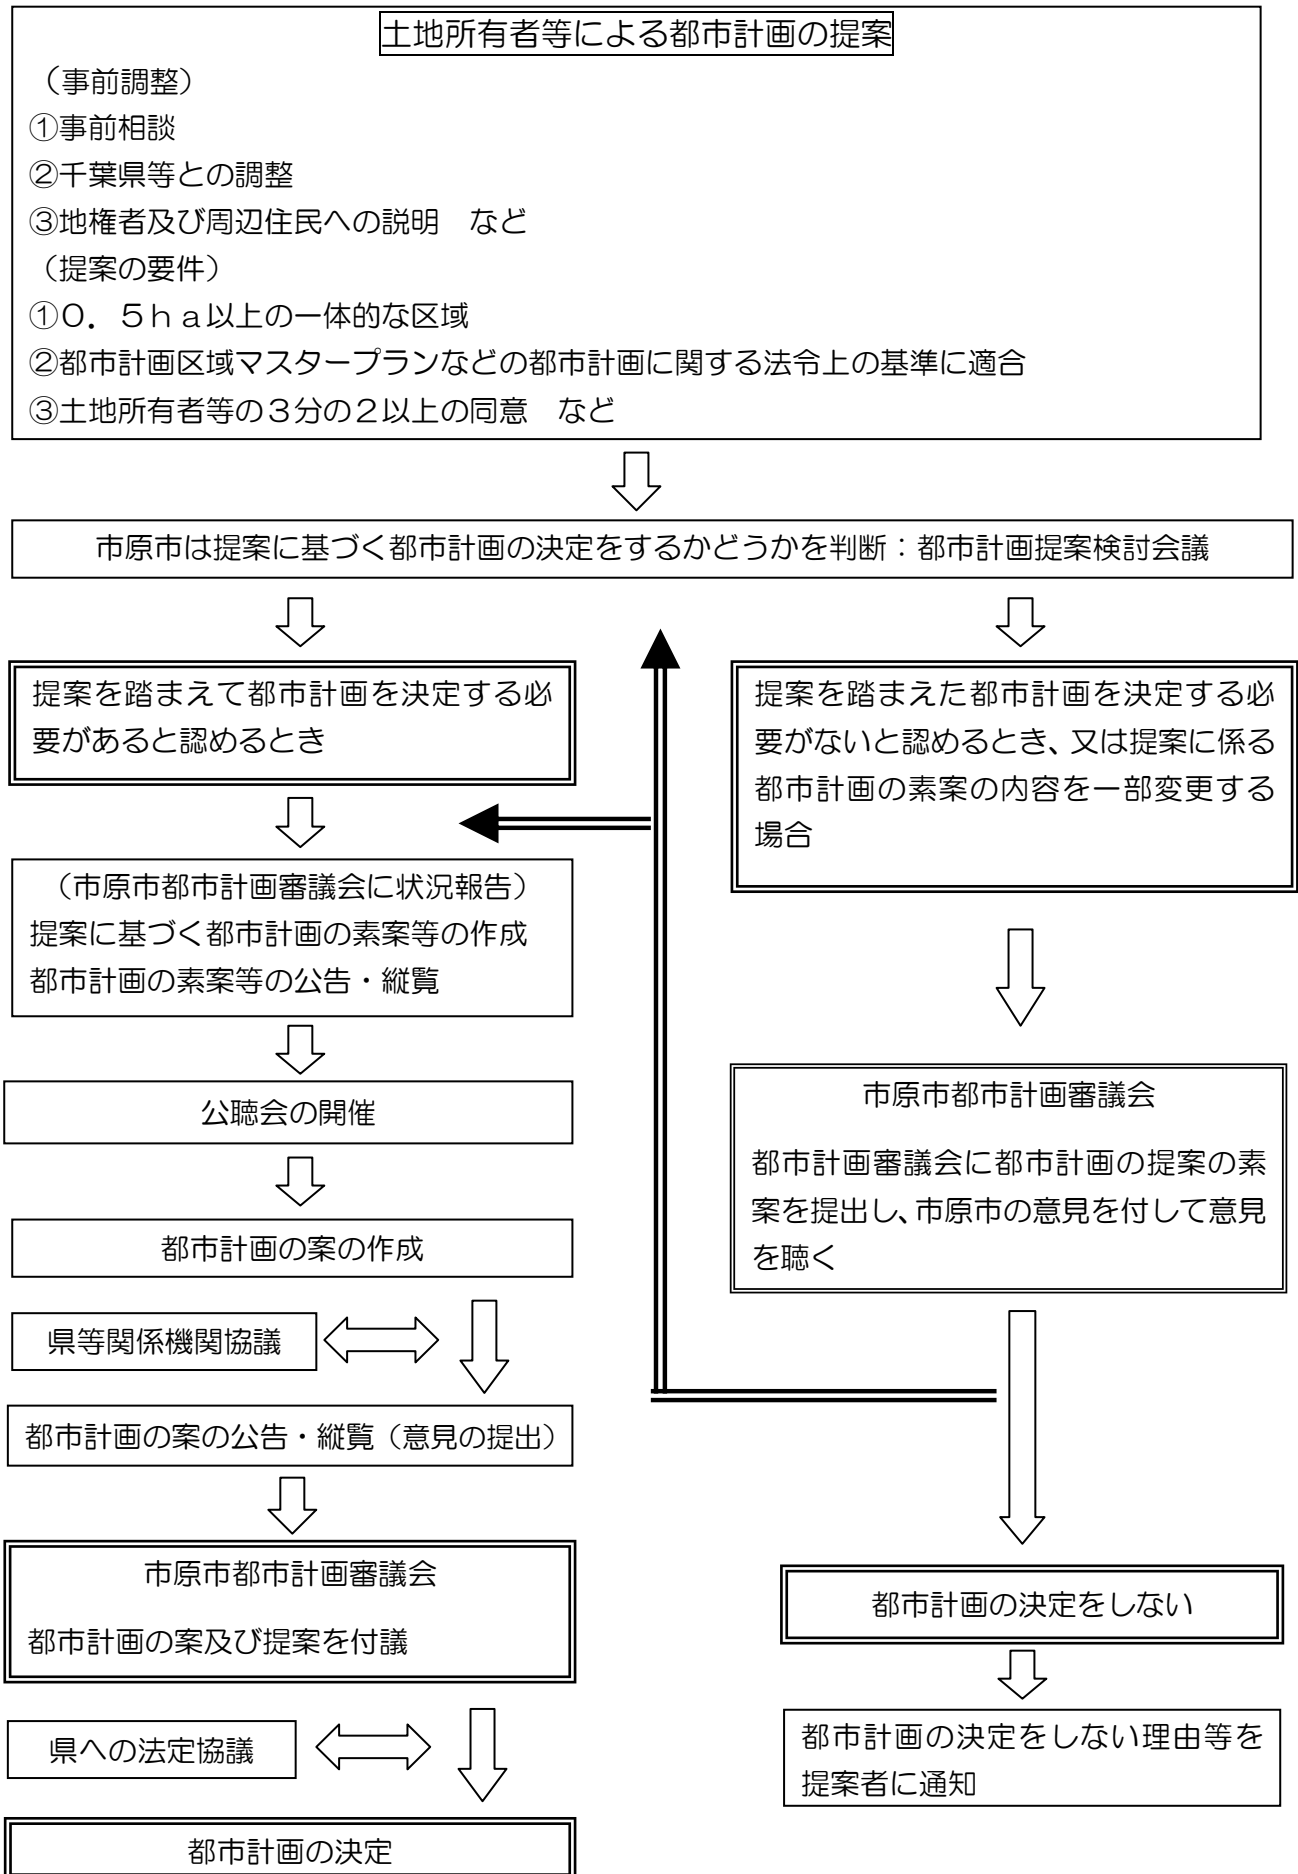 土地所有者等による都市計画の提案
（事前調整）
①事前相談
②千葉県等との調整
③地権者及び周辺住民への説明　など
（提案の要件）
①０．５ｈａ以上の一体的な区域
②都市計画区域マスタープランなどの都市計画に関する法令上の基準に適合
③土地所有者等の３分の２以上の同意　など
市原市は提案に基づく都市計画の決定をするかどうかを判断：都市計画提案検討会議
提案を踏まえて都市計画を決定する必
要があると認めるとき
（市原市都市計画審議会に状況報告）
提案に基づく都市計画の素案等の作成
都市計画の素案等の公告・縦覧
公聴会の開催
都市計画の案の作成
県等関係機関協議
都市計画の案の公告・縦覧（意見の提出）
市原市都市計画審議会
都市計画の案及び提案を付議
県への法定協議
都市計画の決定
提案を踏まえた都市計画を決定する必
要がないと認めるとき、又は提案に係る
都市計画の素案の内容を一部変更する
場合
市原市都市計画審議会
都市計画審議会に都市計画の提案の素
案を提出し、市原市の意見を付して意見
を聴く
都市計画の決定をしない
都市計画の決定をしない理由等を
提案者に通知